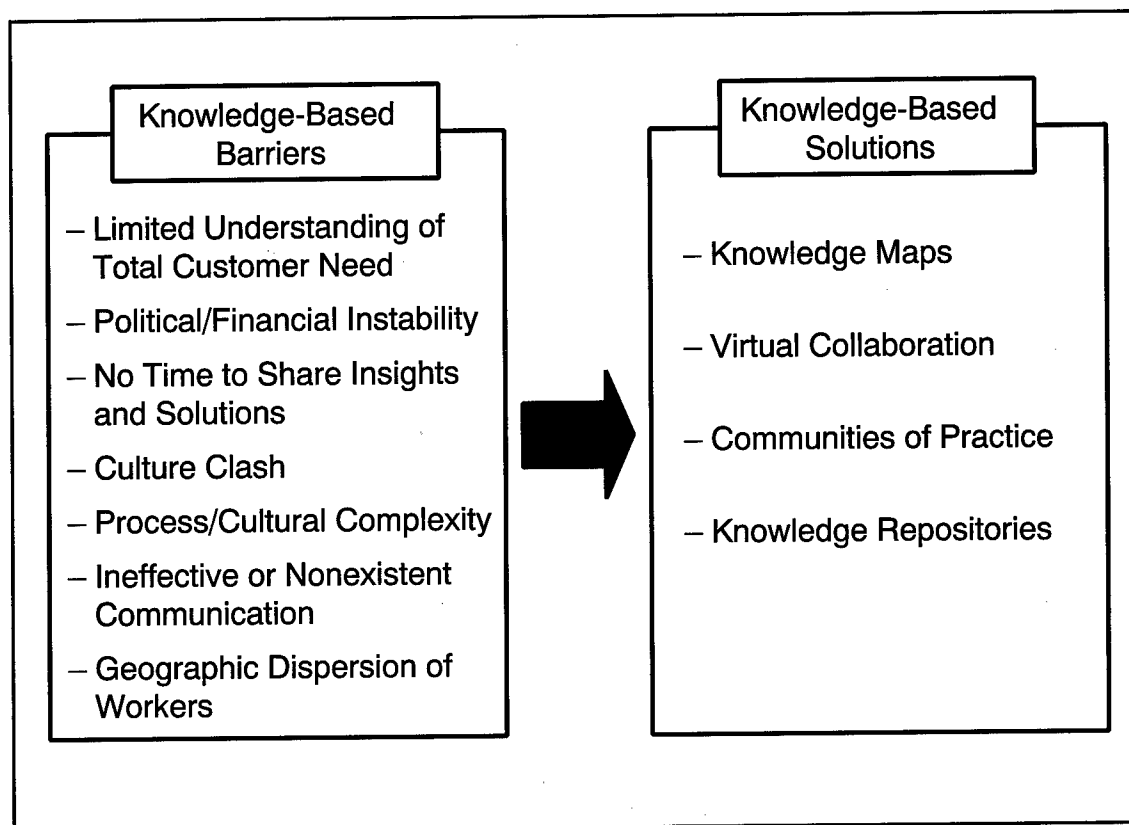 Knowledge-Based
Barriers
– Limited Understanding of
Total Customer Need
– Political/Financial Instability
– No Time to Share Insights
and Solutions
– Culture Clash
– Process/Cultural Complexity
– Ineffective or Nonexistent
Communication
– Geographic Dispersion of
Workers
Knowledge-Based
Solutions
– Knowledge Maps
– Virtual Collaboration
– Communities of Practice
– Knowledge Repositories